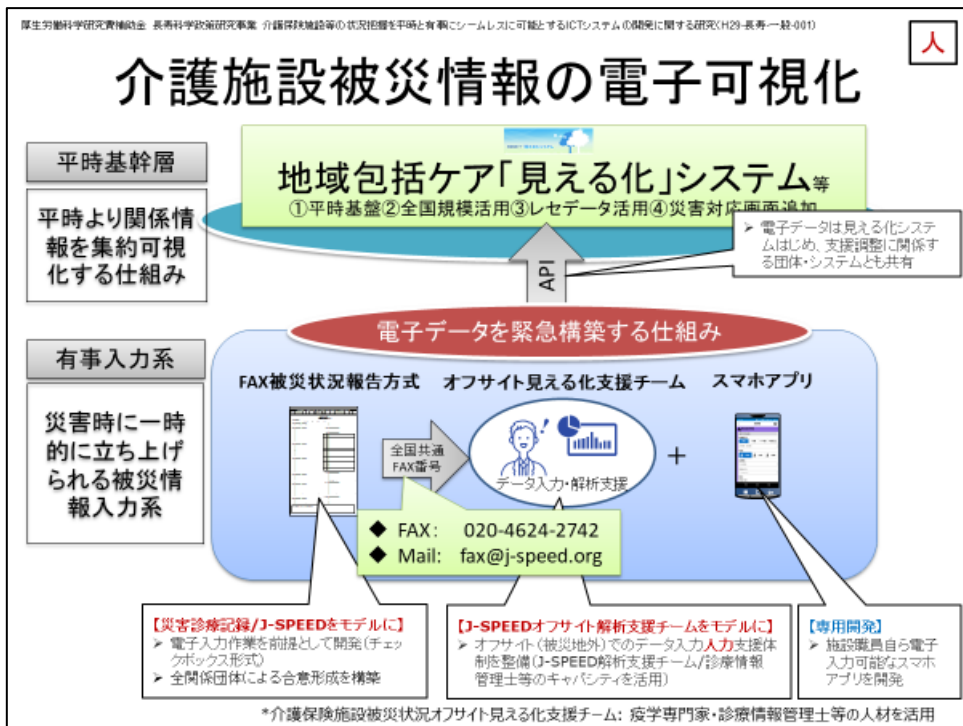 厚生労働科学研究費補助金 長寿科学政策研究事業 介護保険施設等の状況把握を平時と有事にシームレスに可能とするICTシステムの開発に関する研究(H29-長寿-一般-001)
人
介護施設被災情報の電子可視化
平時基幹層
地域包括ケア「見える化」システム等
①平時基盤②全国規模活用③レセデータ活用④災害対応画面追加
平時より関係情
報を集約可視
化する仕組み
➢ 電子データは見える化システ
ムはじめ、支援調整に関係す
る団体・システムとも共有
API
電子データを緊急構築する仕組み
有事入力系
災害時に一時
的に立ち上げ
られる被災情
報入力系
FAX被災状況報告方式
オフサイト見える化支援チーム
スマホアプリ
全国共通
FAX番号
データ入力・解析支援
+
◆ FAX: 020-4624-2742
◆ Mail: fax@j-speed.org
【災害診療記録/J-SPEEDをモデルに】
➢ 電子入力作業を前提として開発(チェッ
クボックス形式)
➢ 全関係団体による合意形成を構築
【J-SPEEDオフサイト解析支援チームをモデルに】
➢ オフサイト(被災地外)でのデータ入力人力支援体
制を整備(J-SPEED解析支援チーム/診療情報
管理士等のキャパシティを活用)
【専用開発】
➢ 施設職員自ら電子
入力可能なスマホ
アプリを開発
*介護保険施設被災状況オフサイト見える化支援チーム: 疫学専門家・診療情報管理士等の人材を活用